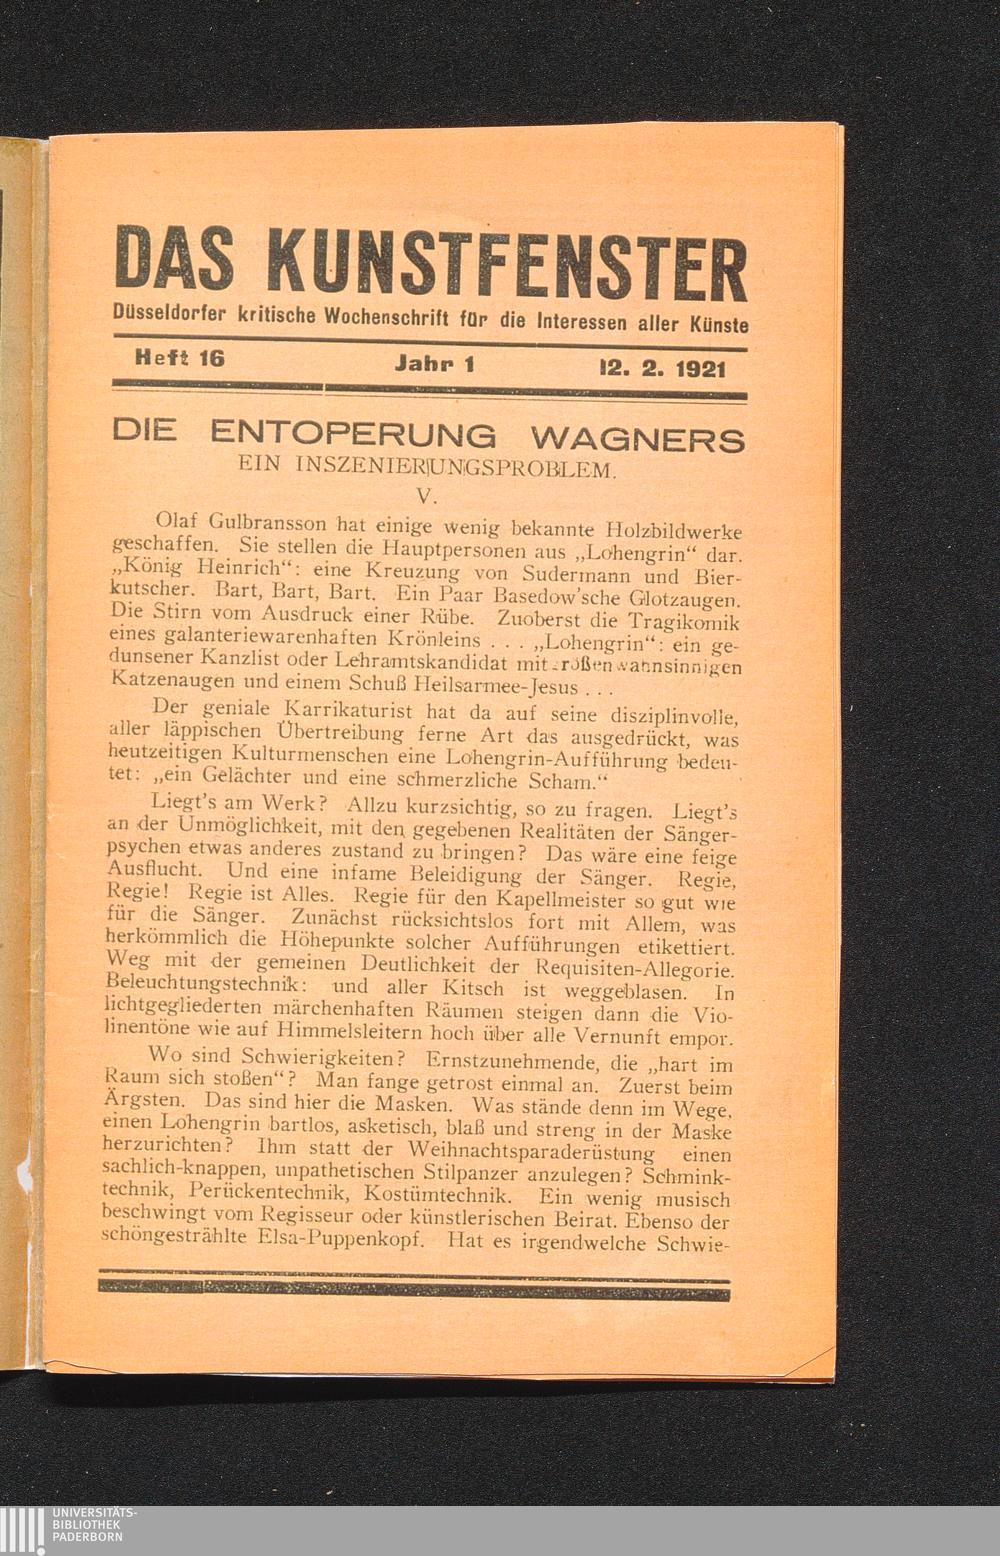 DAS KUNSTFENSTER
Düsseldorfer kritische Wochenschrift für die Interessen aller Künste
Heft 16 Jahr 1 12. 2. 1921
DIE ENTOPERUNG WAGNERS
EIN INSZENIERUNGSPROBLEM.
V.
Olaf Gulbransson hat einige wenig bekannte Holzbildwerke
geschaffen. Sie stellen die Hauptpersonen aus „Lohengrin“ dar.
„König Heinrich“: eine Kreuzung von Sudermann und Bier-
kutscher. Bart, Bart, Bart. Ein Paar Basedow'sche Glotzaugen.
Die Stirn vom Ausdruck einer Rübe. Zuoberst die Tragikomik
eines galanteriewarenhaften Krönleins . . . „Lohengrin“: ein ge-
dunsener Kanzlist oder Lehramtskandidat mit wahnsinnigen
Katzenaugen und einem Schuß Heilsarmee-Jesus . . .
Der geniale Karrikaturist hat da auf seine disziplinvolle,
aller läppischen Übertreibung ferne Art das ausgedrückt, was
heutzeitigen Kulturmenschen eine Lohengrin-Aufführung bedeu-
tet: „ein Gelächter und eine schmerzliche Scham.“
Liegt's am Werk? Allzu kurzsichtig, so zu fragen. Liegt's
an der Unmöglichkeit, mit den gegebenen Realitäten der Sänger-
psychen etwas anderes zustand zu bringen? Das wäre eine feige
Ausflucht. Und eine infame Beleidigung der Sänger. Regie,
Regie! Regie ist Alles. Regie für den Kapellmeister so gut wie
für die Sänger. Zunächst rücksichtslos fort mit Allem, was
herkömmlich die Höhepunkte solcher Aufführungen etikettiert.
Weg mit der gemeinen Deutlichkeit der Requisiten-Allegorie.
Beleuchtungstechnik: und aller Kitsch ist weggeblasen. In
lichtgegliederten märchenhaften Räumen steigen dann die Vio-
linentöne wie auf Himmelsleitern hoch über alle Vernunft empor.
Wo sind Schwierigkeiten? Ernstzunehmende, die „hart im
Raum sich stoßen“? Man fange getrost einmal an. Zuerst beim
Ärgsten. Das sind hier die Masken. Was stände denn im Wege,
einen Lohengrin bartlos, asketisch, blaß und streng in der Maske
herzurichten? Ihm statt der Weihnachtsparaderüstung einen
sachlich-knappen, unpathetischen Stilpanzer anzulegen? Schmink-
technik, Perückentechnik, Kostümtechnik. Ein wenig musisch
beschwingt vom Regisseur oder künstlerischen Beirat. Ebenso der
schöngestrählte Elsa-Puppenkopf. Hat es irgendwelche Schwie-
UNIVERSITÄTS-
BIBLIOTHEK
PADERBORN